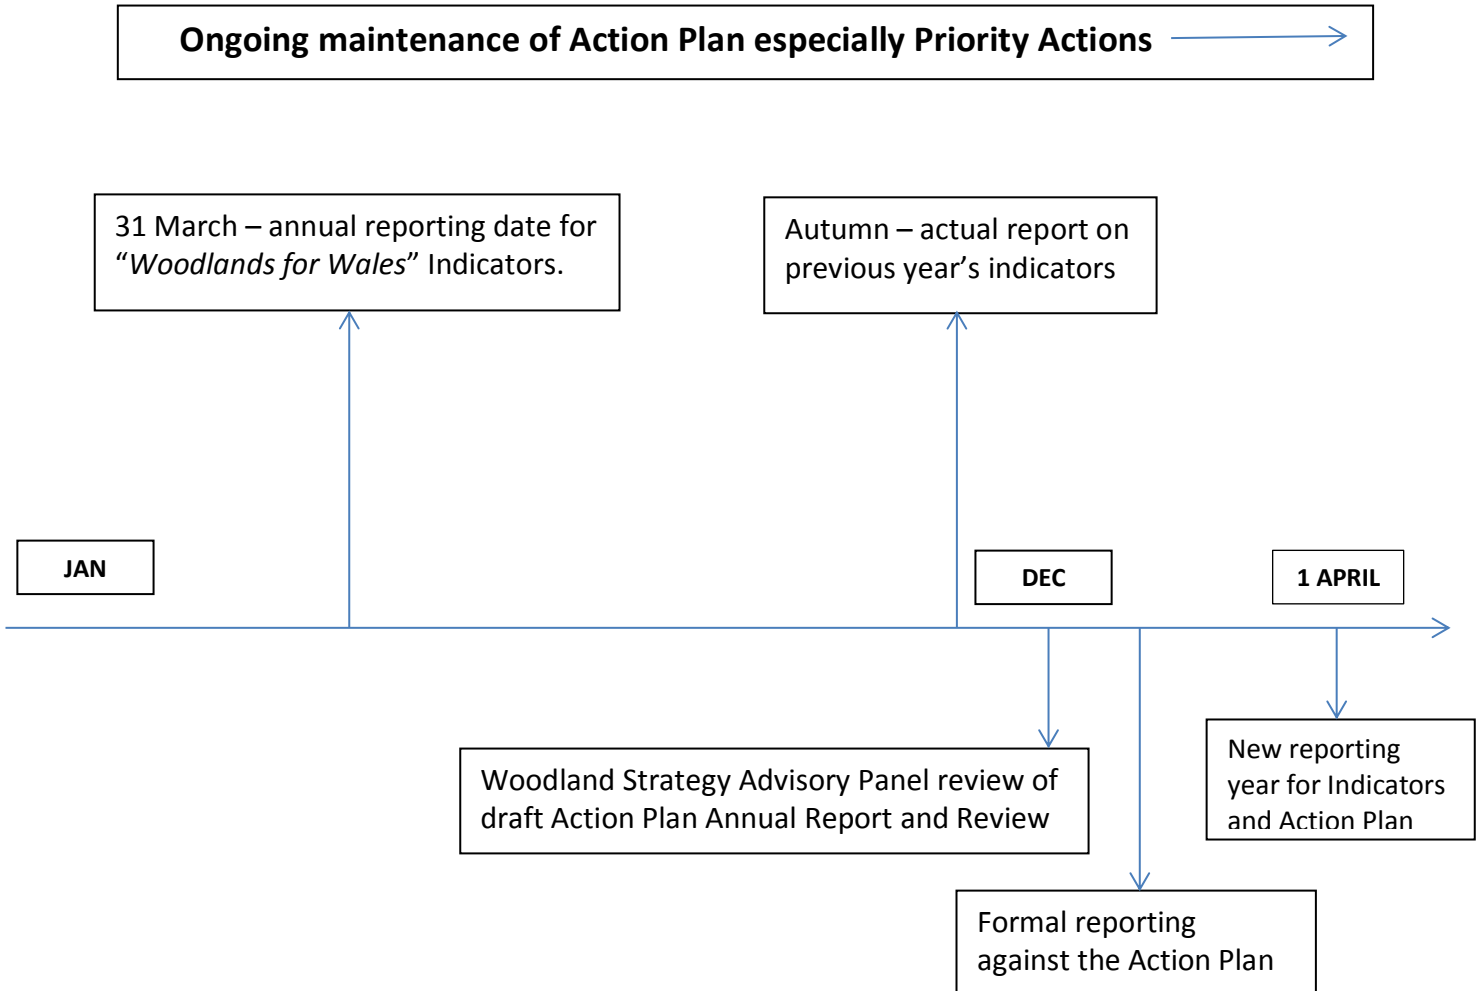 Ongoing maintenance of Action Plan especially Priority Actions
31 March – annual reporting date for
“Woodlands for Wales” Indicators.
Autumn – actual report on
previous year’s indicators
JAN
DEC
1 APRIL
Woodland Strategy Advisory Panel review of
draft Action Plan Annual Report and Review
New reporting
year for Indicators
and Action Plan
Formal reporting
against the Action Plan